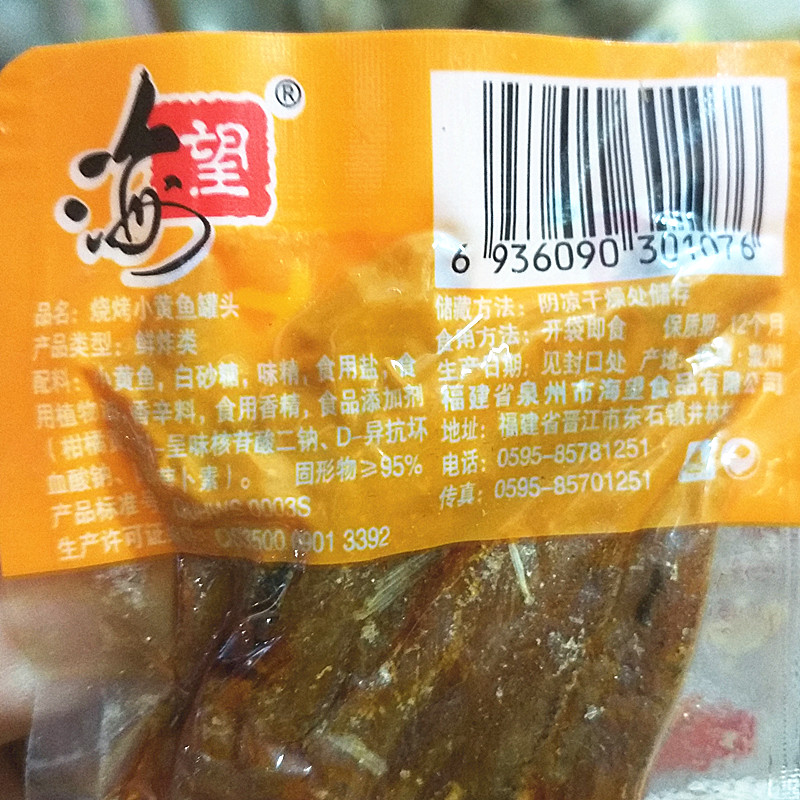 海望®
6 936090 301076
品名：烧烤小黄鱼罐头
产品类型：鲜炸类
配料：小黄鱼，白砂糖，味精，食用盐，食
用植物油，香辛料，食用香精，食品添加剂
呈味核苷酸二钠、D-异抗坏
血酸钠、
卜素）。 固形物≥95%
产品标准号 0003S
生产许可证 3392
储藏方法：阴凉干燥处储存
食用方法：开袋即食 保质期：12个月
生产日期：见封口处 产地： 泉州
福建省泉州市海望食品有限公司
地址：福建省晋江市东石镇井林
电话：0595-85781251
传真：0595-85701251